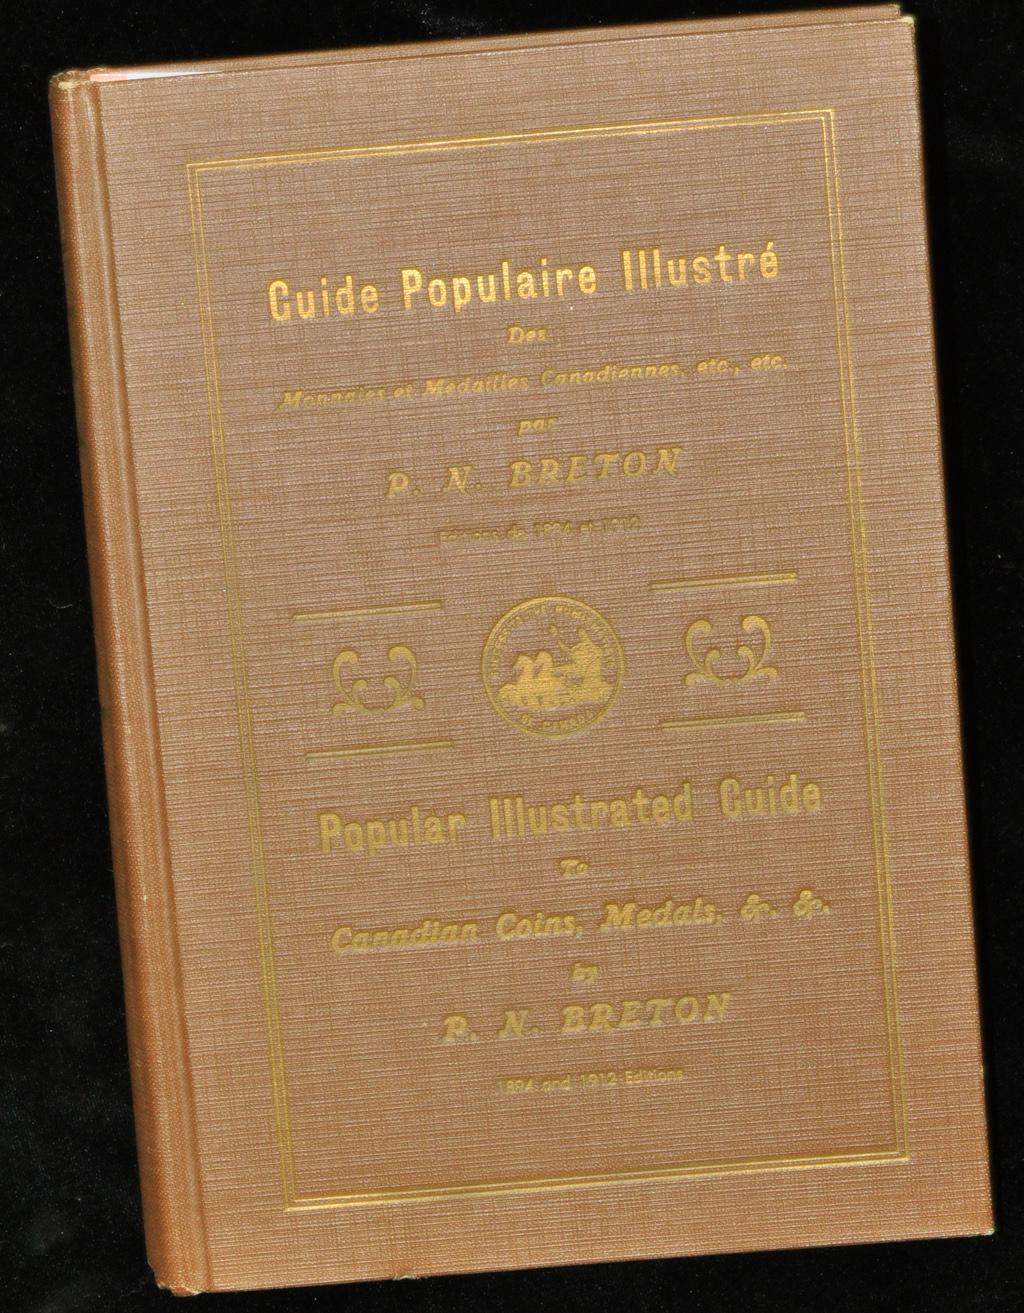 Guide Populaire Illustré
Des
Monnaies et Medailles Canadiennes, etc., etc.
par
P. N. BRETON
Editions de 1894 et 1912
Popular Illustrated Guide
To
Canadian Coins, Medals, &. &.
by
P. N. BRETON
1894 and 1912 Editions